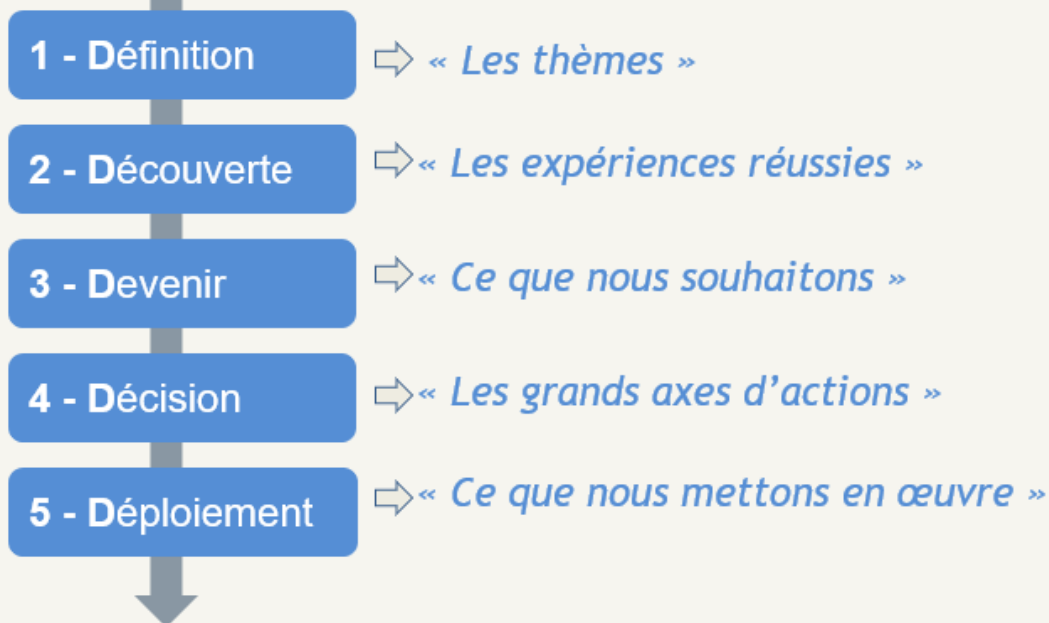 1 - Définition
« Les thèmes »
2 - Découverte
« Les expériences réussies »
3 - Devenir
« Ce que nous souhaitons »
4 - Décision
« Les grands axes d’actions »
5 - Déploiement
« Ce que nous mettons en œuvre »